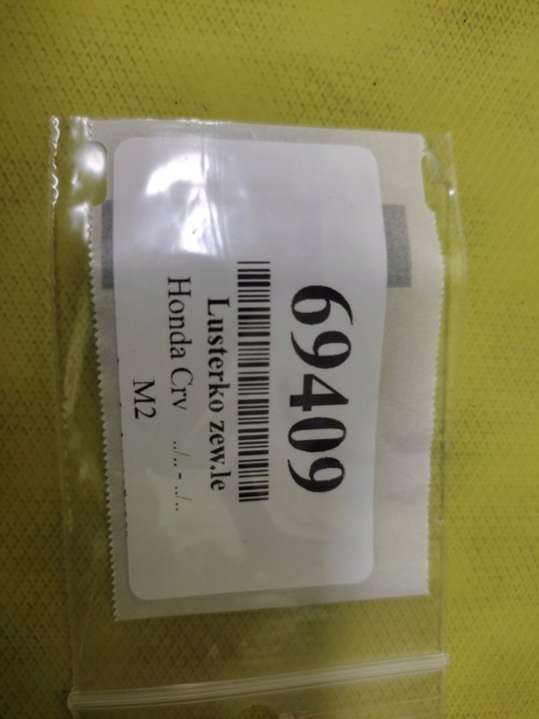 69409
Lusterko zew.le
Honda Crv ../.. - ../..
M2